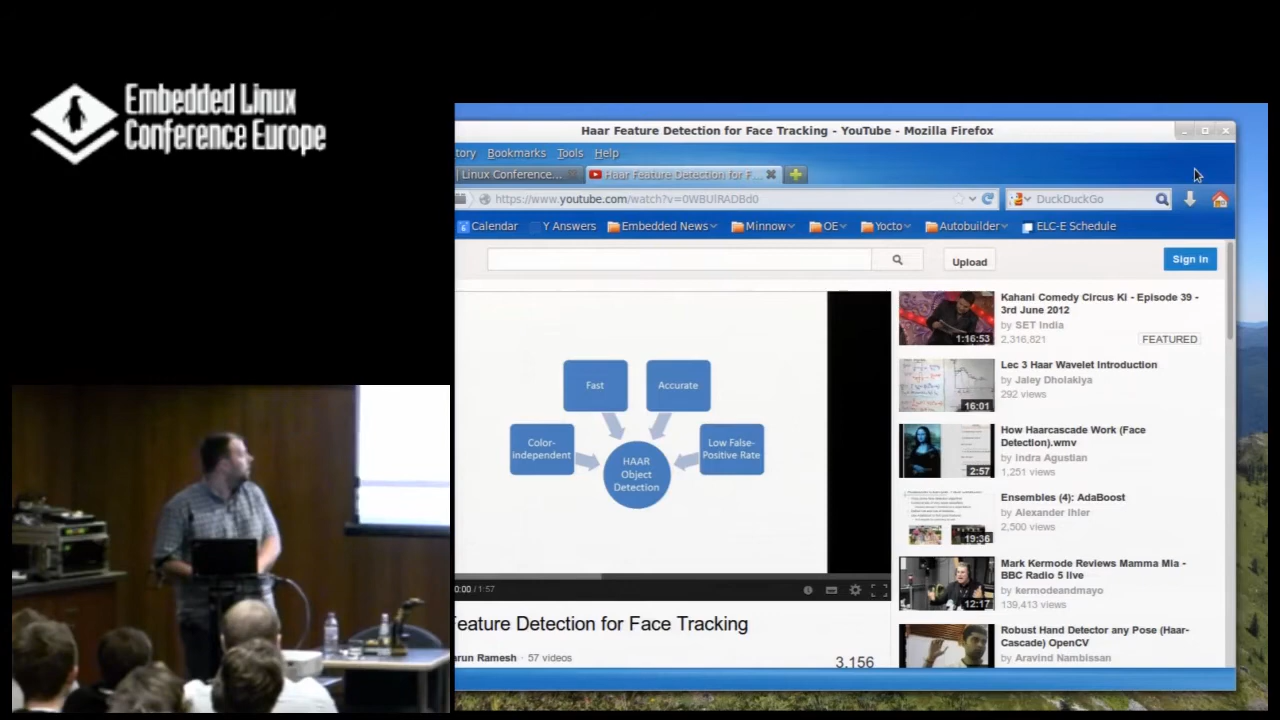 Embedded Linux
Conference Europe
Haar Feature Detection for Face Tracking - YouTube - Mozilla Firefox
tory Bookmarks Tools Help
| Linux Conference... Haar Feature Detection for F...
https://www.youtube.com/watch?v=0WBUlRADBd0 DuckDuckGo
Calendar Y Answers Embedded News Minnow OE Yocto Autobuilder ELC-E Schedule
Upload Sign In
Fast
Accurate
Color-
independent
Low False-
Positive Rate
HAAR
Object
Detection
0:00 / 1:57
Feature Detection for Face Tracking
arun Ramesh · 57 videos
3,156
1:16:53
Kahani Comedy Circus Ki - Episode 39 -
3rd June 2012
by SET India
2,316,821 FEATURED
16:01
Lec 3 Haar Wavelet Introduction
by Jaley Dholakiya
292 views
2:57
How Haarcascade Work (Face
Detection).wmv
by Indra Agustian
1,251 views
19:36
Ensembles (4): AdaBoost
by Alexander Ihler
2,500 views
12:17
Mark Kermode Reviews Mamma Mia -
BBC Radio 5 live
by kermodeandmayo
139,413 views
Robust Hand Detector any Pose (Haar-
Cascade) OpenCV
by Aravind Nambissan